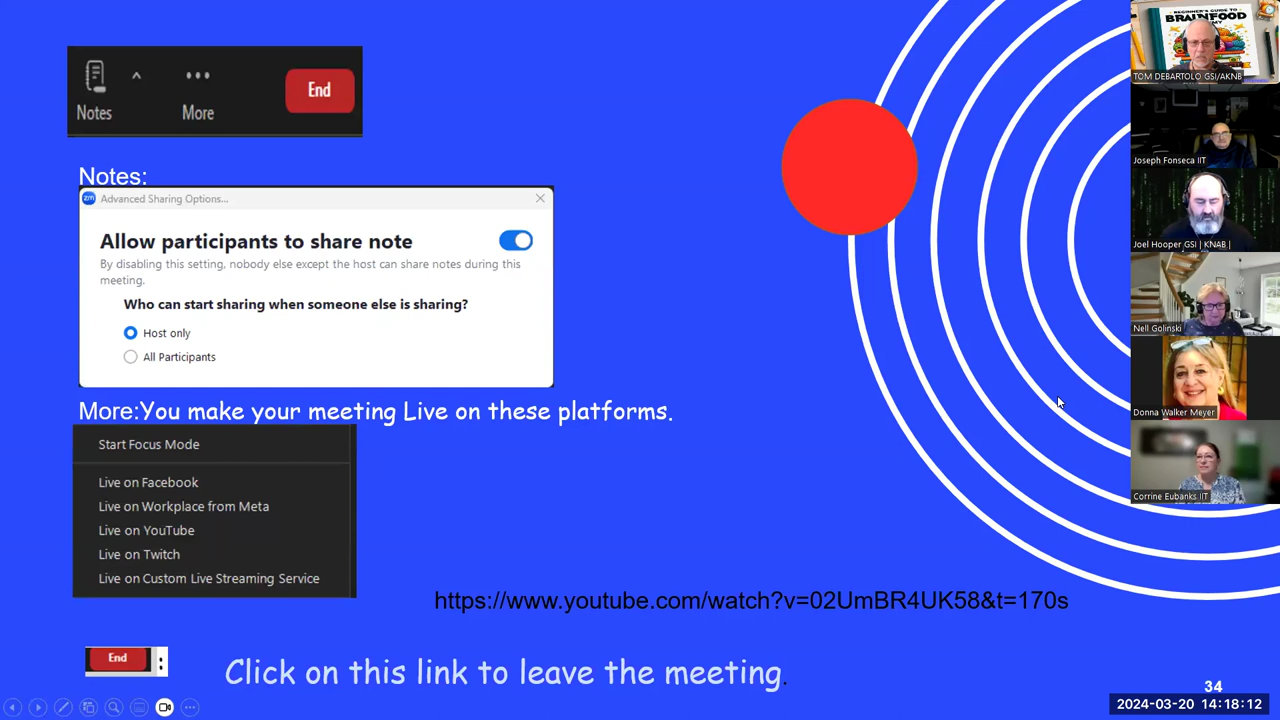 Notes
More
End
Notes:
zm Advanced Sharing Options...
Allow participants to share note
By disabling this setting, nobody else except the host can share notes during this
meeting.
Who can start sharing when someone else is sharing?
Host only
All Participants
More:You make your meeting Live on these platforms.
Start Focus Mode
Live on Facebook
Live on Workplace from Meta
Live on YouTube
Live on Twitch
Live on Custom Live Streaming Service
https://www.youtube.com/watch?v=02UmBR4UK58&t=170s
End :
Click on this link to leave the meeting.
34
2024-03-20 14:18:12
BEGINNER'S GUIDE TO
BRAINFOOD
TOM DEBARTOLO GSI/AKNB
Joseph Fonseca IIT
Joel Hooper GSI | KNAB |
Nell Golinski
Donna Walker Meyer
Corrine Eubanks IIT